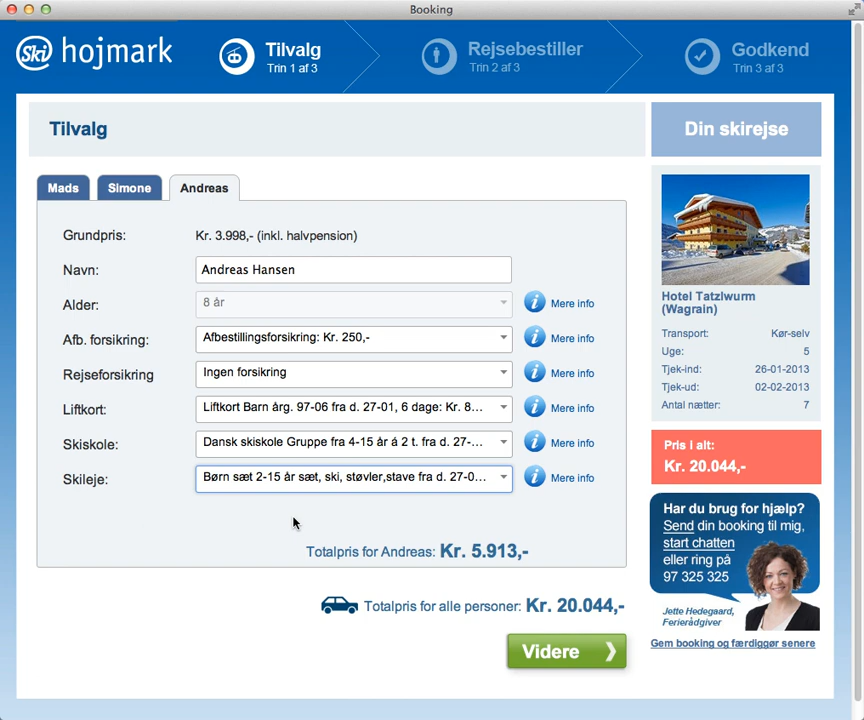 Booking
Ski hojmark
Tilvalg
Trin 1 af 3
Rejsebestiller
Trin 2 af 3
Godkend
Trin 3 af 3
Tilvalg
Mads
Simone
Andreas
Grundpris: Kr. 3.998,- (inkl. halvpension)
Navn: Andreas Hansen
Alder: 8 år Mere info
Afb. forsikring: Afbestillingsforsikring: Kr. 250,- Mere info
Rejseforsikring Ingen forsikring Mere info
Liftkort: Liftkort Barn årg. 97-06 fra d. 27-01, 6 dage: Kr. 8... Mere info
Skiskole: Dansk skiskole Gruppe fra 4-15 år á 2 t. fra d. 27-... Mere info
Skileje: Børn sæt 2-15 år sæt, ski, støvler,stave fra d. 27-0... Mere info
Totalpris for Andreas: Kr. 5.913,-
Totalpris for alle personer: Kr. 20.044,-
Videre
Din skirejse
Hotel Tatzlwurm
(Wagrain)
Transport: Kør-selv
Uge: 5
Tjek-ind: 26-01-2013
Tjek-ud: 02-02-2013
Antal nætter: 7
Pris i alt:
Kr. 20.044,-
Har du brug for hjælp?
Send din booking til mig,
start chatten
eller ring på
97 325 325
Jette Hedegaard,
Ferierådgiver
Gem booking og færdiggør senere